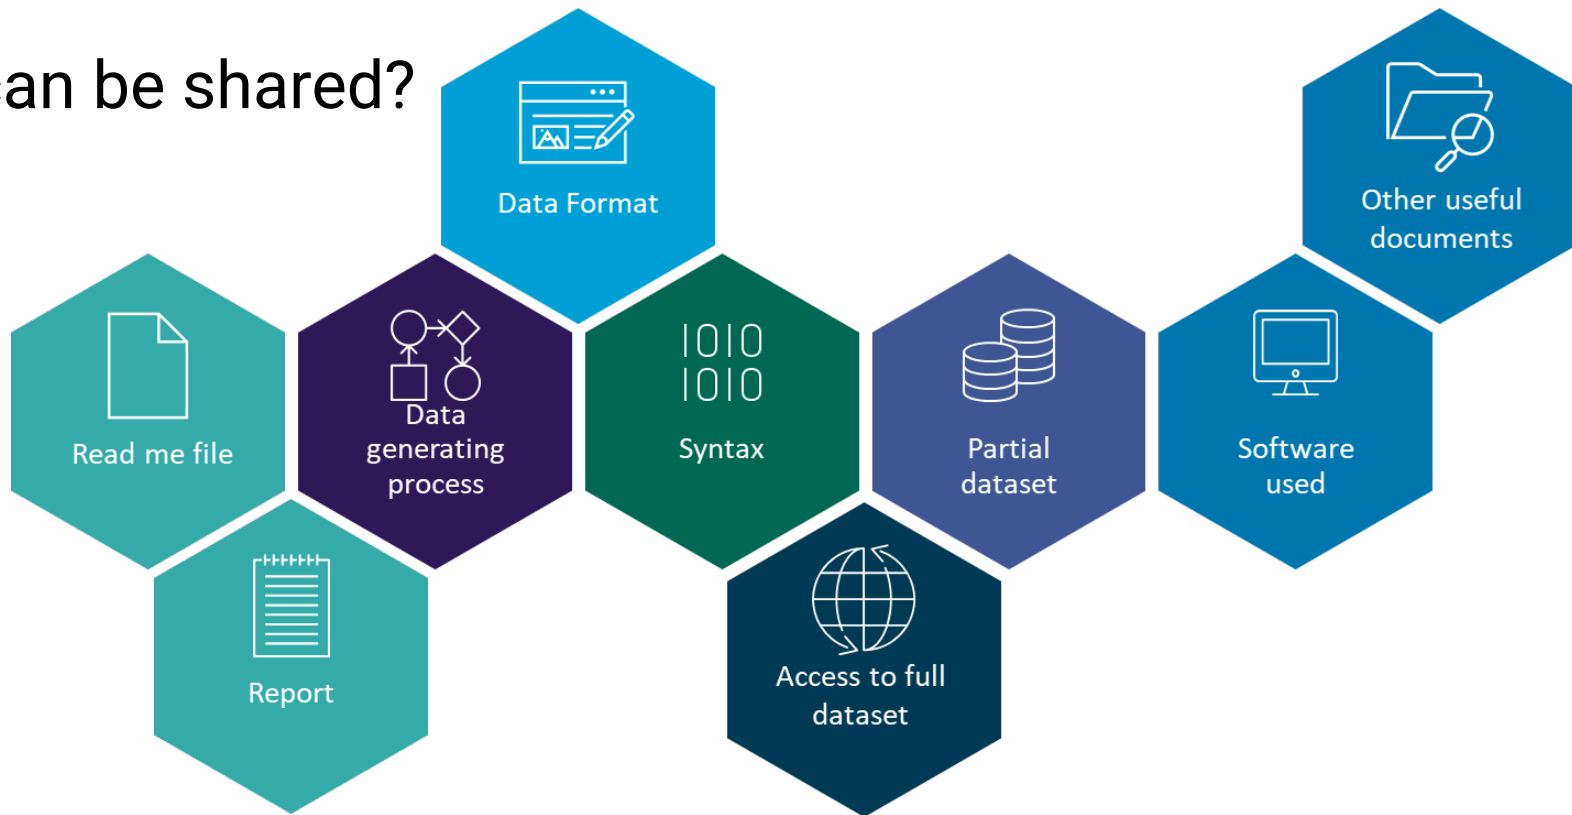 can be shared?
Data Format
Other useful
documents
Read me file
Data
generating
process
1010
1010
Syntax
Partial
dataset
Software
used
Report
Access to full
dataset